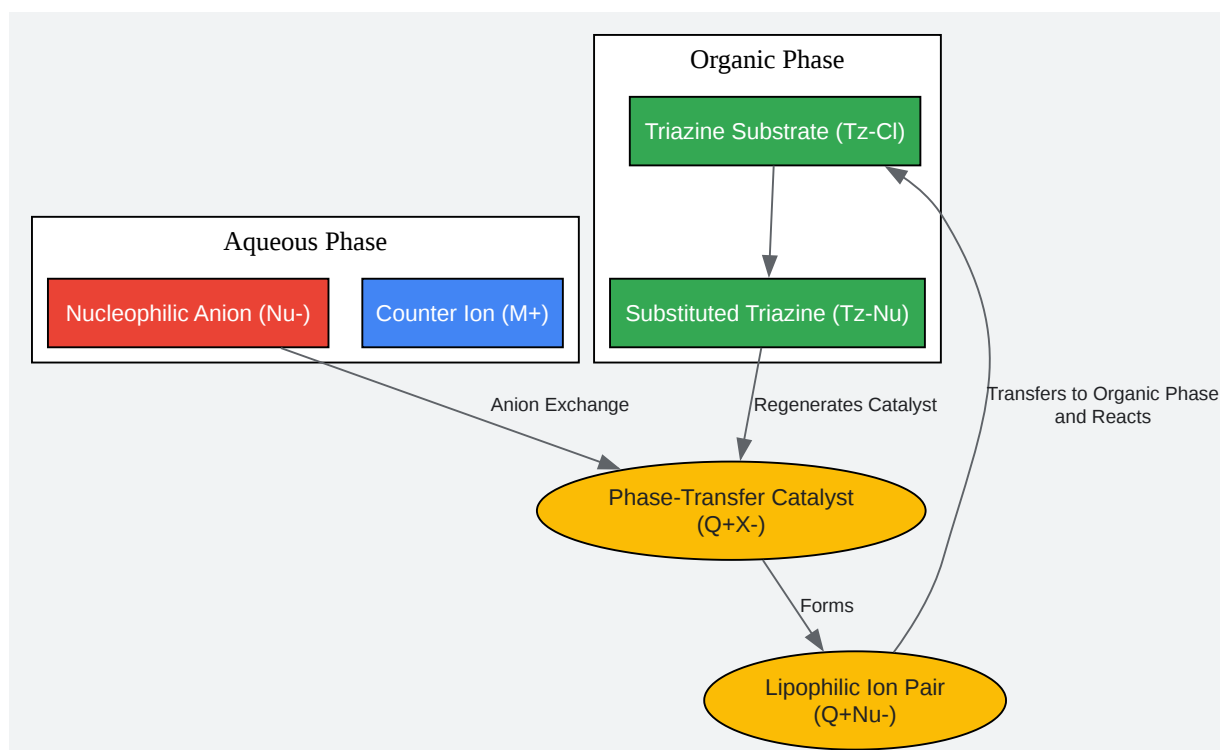 Organic Phase
Triazine Substrate (Tz-Cl)
Aqueous Phase
Nucleophilic Anion (Nu-)
Counter Ion (M+)
Substituted Triazine (Tz-Nu)
Anion Exchange
Regenerates Catalyst
Transfers to Organic Phase
and Reacts
Phase-Transfer Catalyst
(Q+X-)
Forms
Lipophilic Ion Pair
(Q+Nu-)